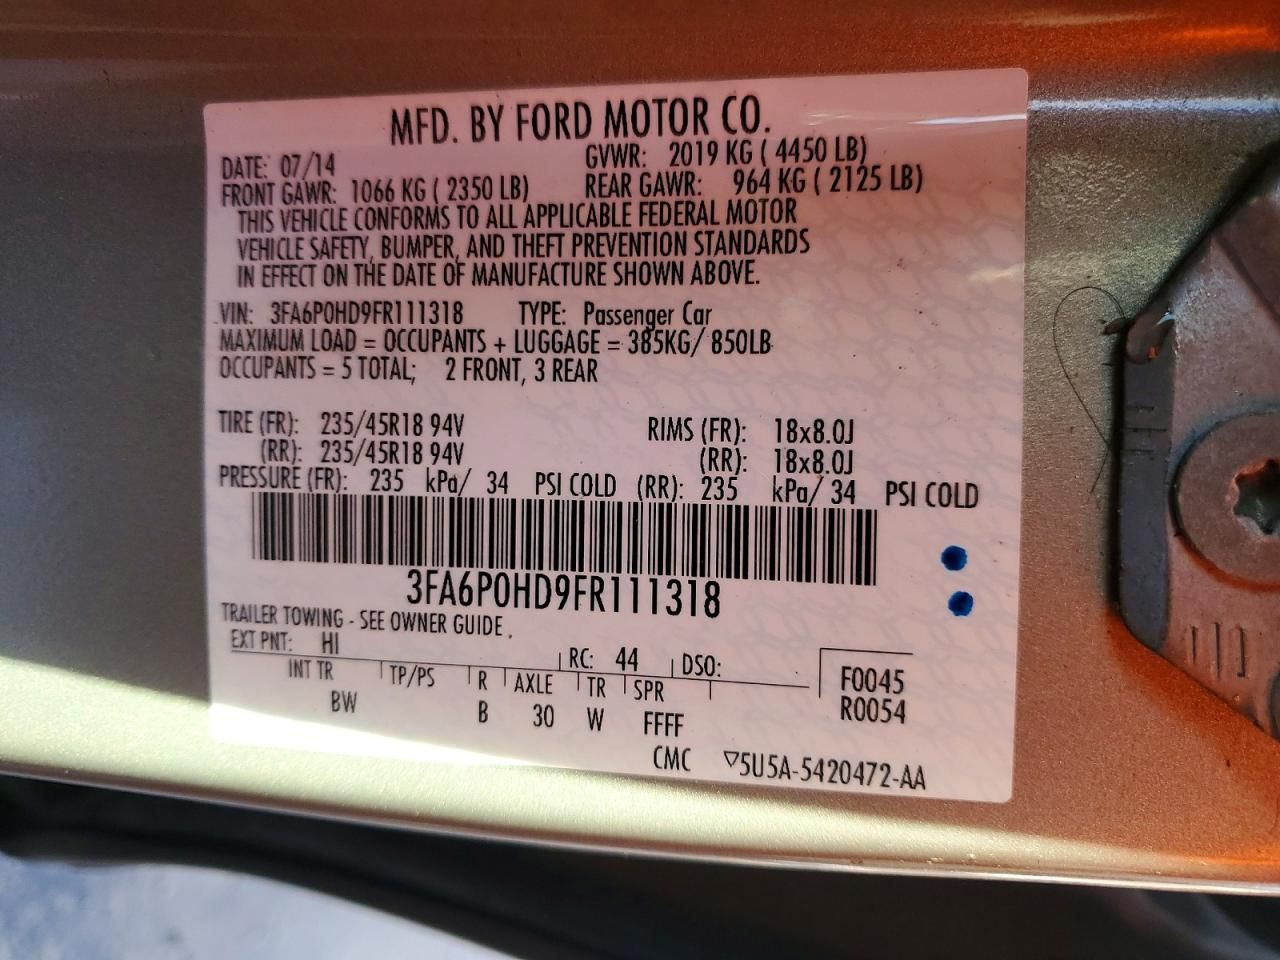 MFD. BY FORD MOTOR CO.
DATE: 07/14 GVWR: 2019 KG ( 4450 LB)
FRONT GAWR: 1066 KG ( 2350 LB) REAR GAWR: 964 KG ( 2125 LB)
THIS VEHICLE CONFORMS TO ALL APPLICABLE FEDERAL MOTOR
VEHICLE SAFETY, BUMPER, AND THEFT PREVENTION STANDARDS
IN EFFECT ON THE DATE OF MANUFACTURE SHOWN ABOVE.
VIN: 3FA6P0HD9FR111318 TYPE: Passenger Car
MAXIMUM LOAD = OCCUPANTS + LUGGAGE = 385KG/ 850LB
OCCUPANTS = 5 TOTAL; 2 FRONT, 3 REAR
TIRE (FR): 235/45R18 94V RIMS (FR): 18x8.0J
(RR): 235/45R18 94V (RR): 18x8.0J
PRESSURE (FR): 235 kPa/ 34 PSI COLD (RR): 235 kPa/ 34 PSI COLD
3FA6P0HD9FR111318
TRAILER TOWING - SEE OWNER GUIDE
EXT PNT: HI RC: 44 DSO:
INT TR TP/PS R AXLE TR SPR F0045
BW B 30 W FFFF R0054
CMC ▽5U5A-5420472-AA